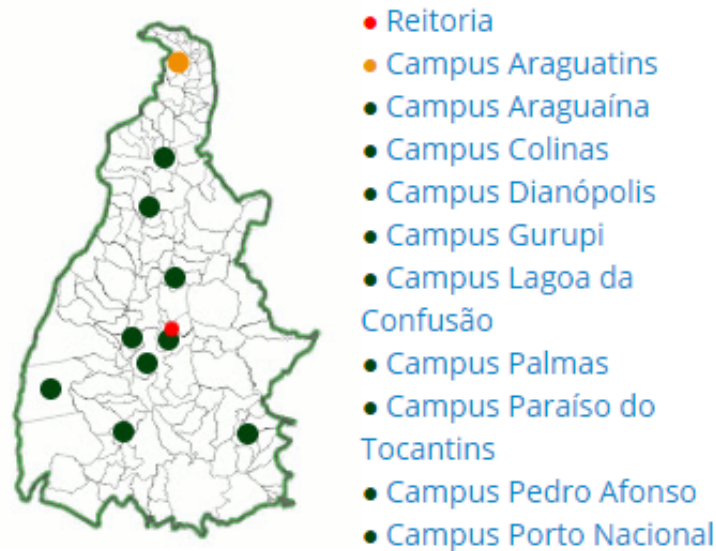 Reitoria
Campus Araguatins
Campus Araguaína
Campus Colinas
Campus Dianópolis
Campus Gurupi
Campus Lagoa da
Confusão
Campus Palmas
Campus Paraíso do
Tocantins
Campus Pedro Afonso
Campus Porto Nacional